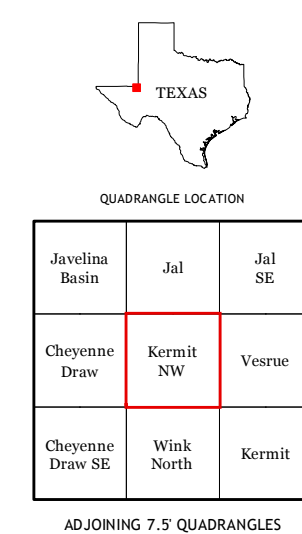 TEXAS
QUADRANGLE LOCATION
Javelina
Basin
Jal
Jal
SE
Cheyenne
Draw
Kermit
NW
Vesrue
Cheyenne
Draw SE
Wink
North
Kermit
ADJOINING 7.5' QUADRANGLES